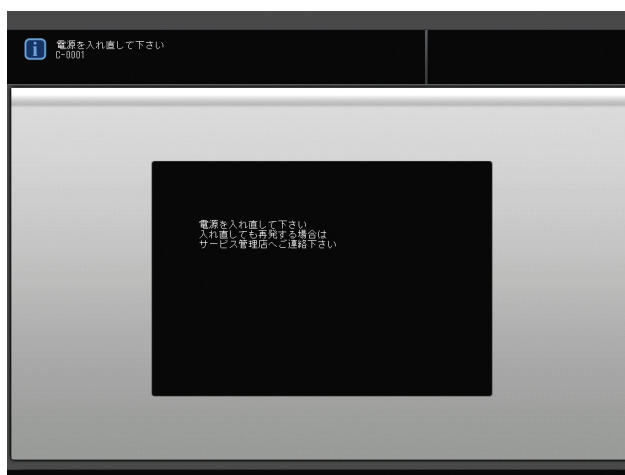 電源を入れ直して下さい
C-0001
電源を入れ直して下さい
入れ直しても再発する場合は
サービス管理店へご連絡下さい